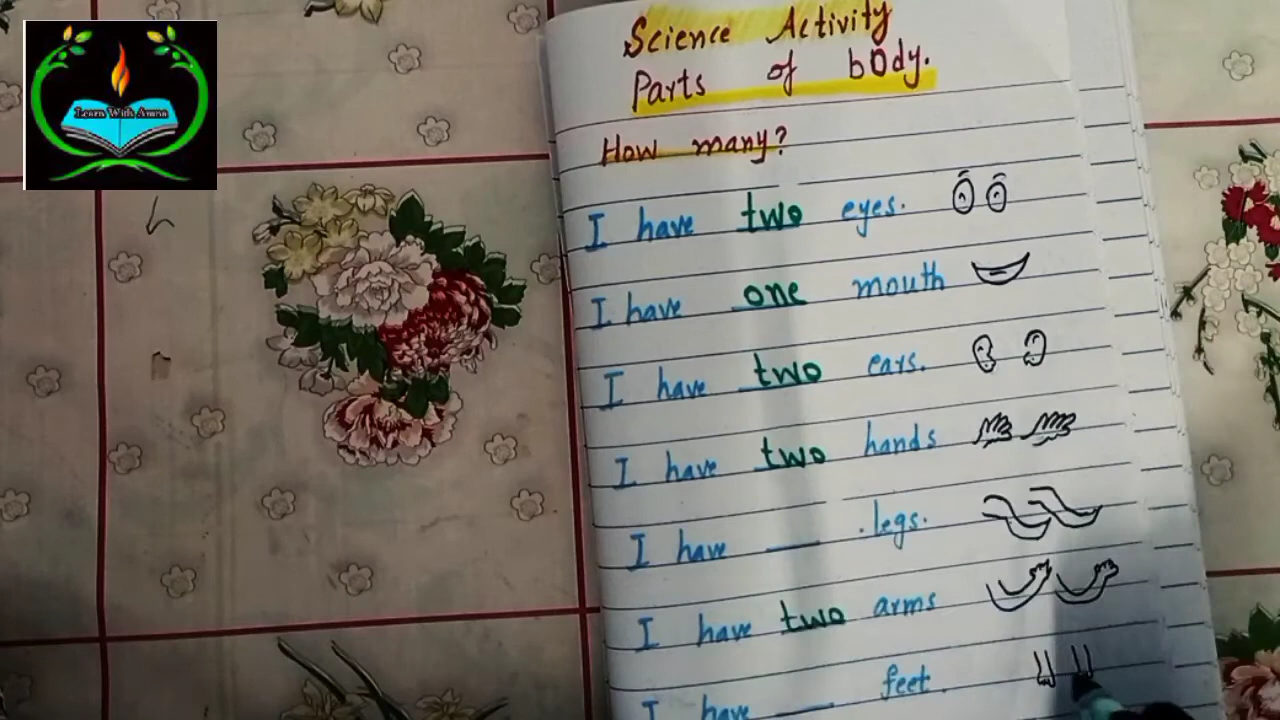 Learn With Amna
Science Activity
Parts of body.
How many?
I have two eyes.
I have one mouth
I have two ears.
I have two hands
I have ___ .legs.
I have two arms
I have ___ feet.